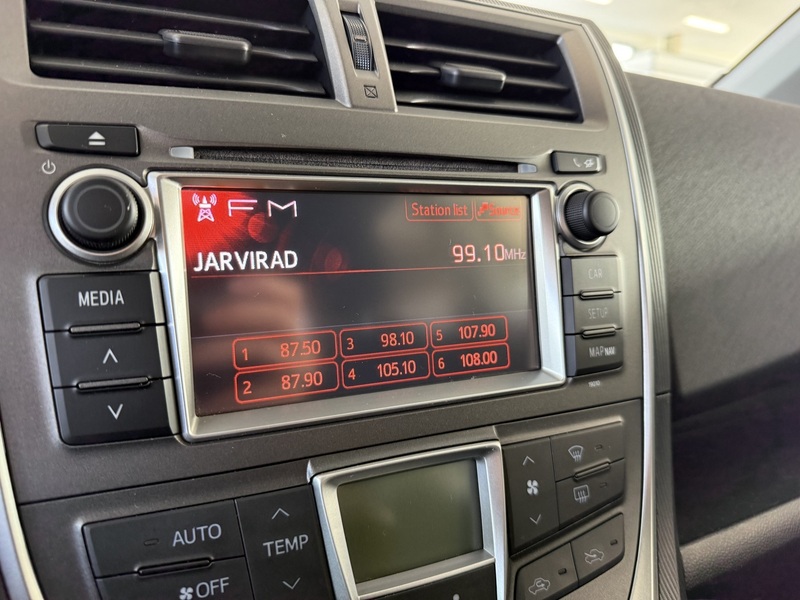 FM
Station list
JARVIRAD
99.10MHz
1 87.50
3 98.10
5 107.90
2 87.90
4 105.10
6 108.00
MEDIA
CAR
SETUP
MAP NAV
AUTO
TEMP
OFF